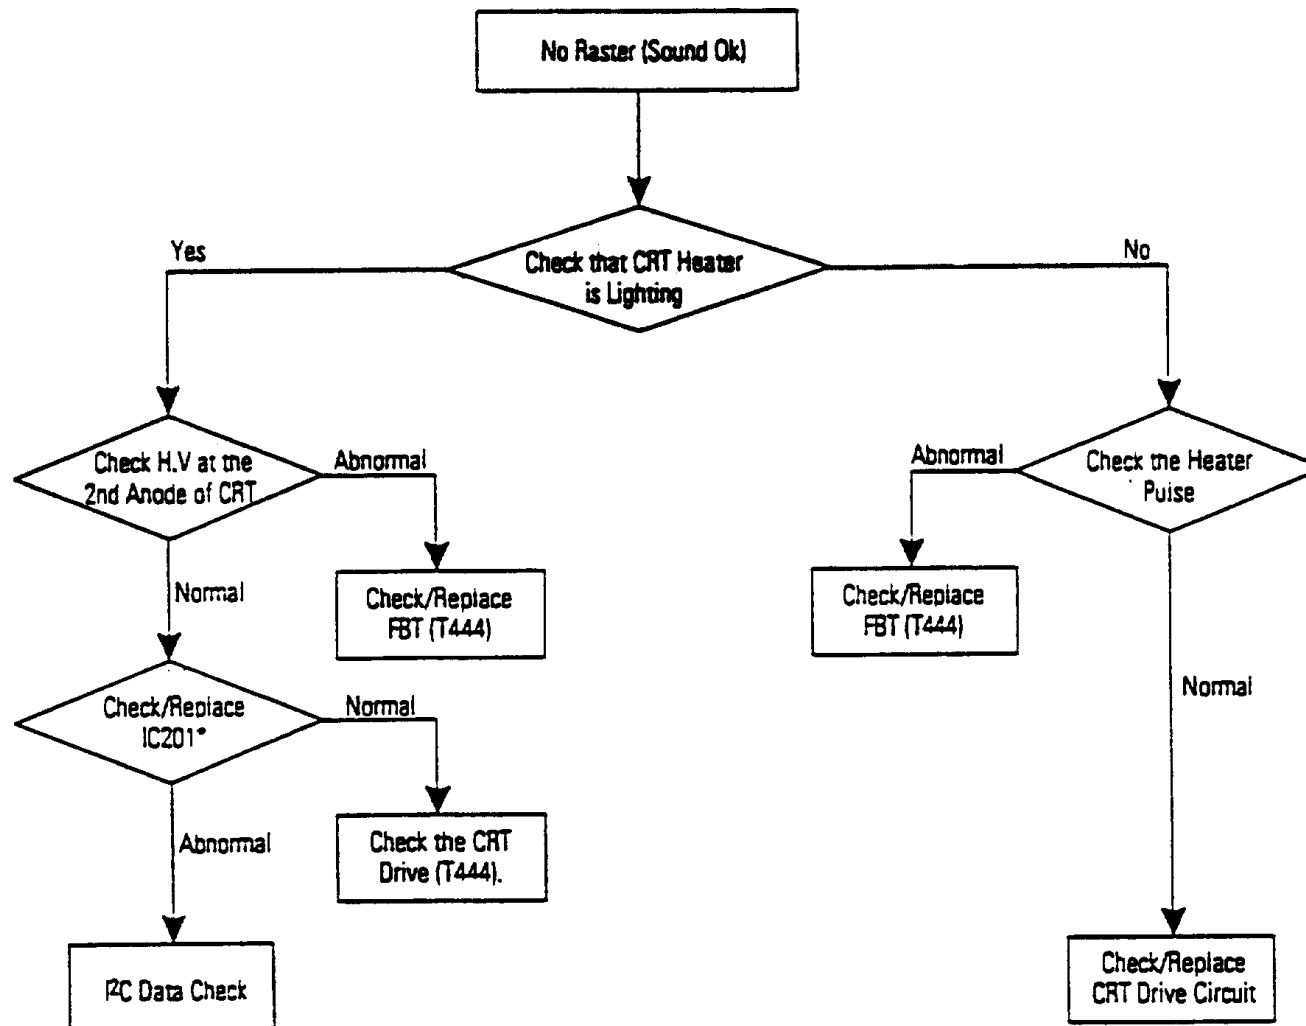 No Raster (Sound Ok)
Check that CRT Heater
is Lighting
Yes
No
Check H.V at the
2nd Anode of CRT
Abnormal
Abnormal
Check the Heater
Pulse
Normal
Check/Replace
FBT (T444)
Check/Replace
FBT (T444)
Check/Replace
IC201*
Normal
Normal
Abnormal
Check the CRT
Drive (T444).
I²C Data Check
Check/Replace
CRT Drive Circuit